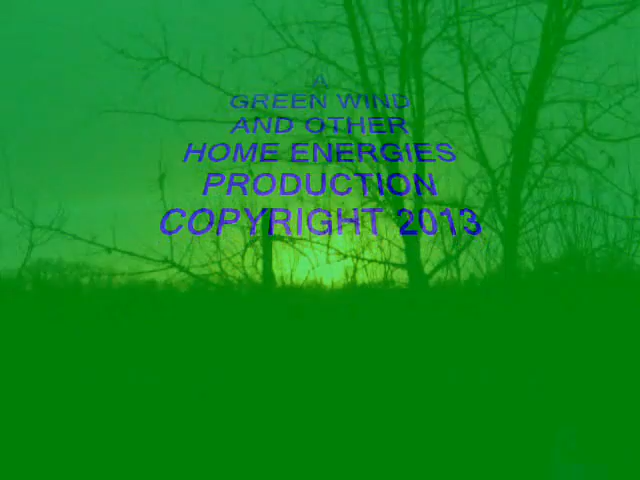 A
GREEN WIND
AND OTHER
HOME ENERGIES
PRODUCTION
COPYRIGHT 2013